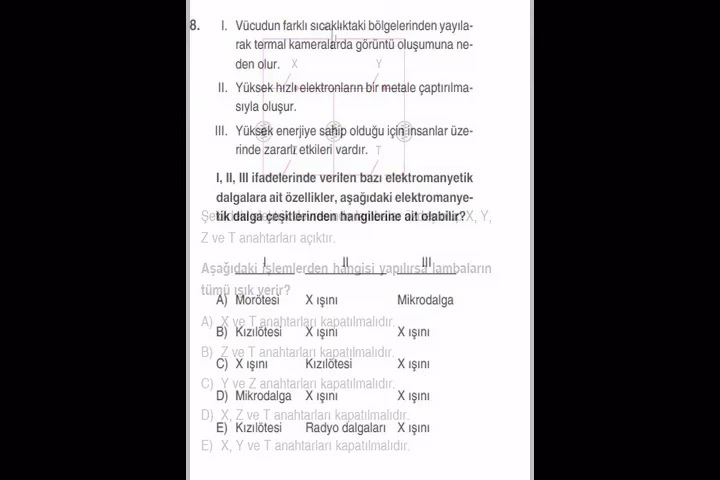 8. I. Vücudun farklı sıcaklıktaki bölgelerinden yayıla-
rak termal kameralarda görüntü oluşumuna ne-
den olur.
X Y
II. Yüksek hızlı elektronların bir metale çaptırılma-
sıyla oluşur.
III. Yüksek enerjiye sahip olduğu için insanlar üze-
rinde zararlı etkileri vardır.
T
I, II, III ifadelerinde verilen bazı elektromanyetik
dalgalara ait özellikler, aşağıdaki elektromanye-
tik dalga çeşitlerinden hangilerine ait olabilir?
X, Y,
Z ve T anahtarları açıktır.
I II III
Aşağıdaki işlemlerden hangisi yapılırsa lambaların
tümü ışık verir?
A) Morötesi X ışını Mikrodalga
A) X ve T anahtarları kapatılmalıdır.
B) Kızılötesi X ışını X ışını
B) Z ve T anahtarları kapatılmalıdır.
C) X ışını Kızılötesi X ışını
C) Y ve Z anahtarları kapatılmalıdır.
D) Mikrodalga X ışını X ışını
D) X, Z ve T anahtarları kapatılmalıdır.
E) Kızılötesi Radyo dalgaları X ışını
E) X, Y ve T anahtarları kapatılmalıdır.